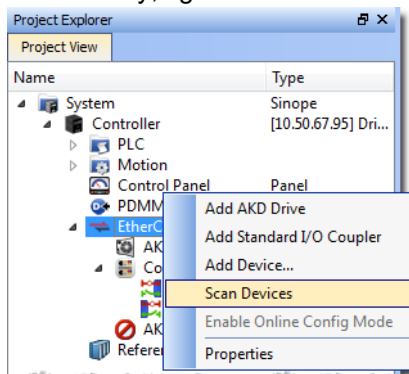 Project Explorer
Project View
Name Type
System Sinope
Controller [10.50.67.95] Dri...
PLC
Motion
Control Panel Panel
PDMM
EtherC
AK
Co
AK
Referen
Add AKD Drive
Add Standard I/O Coupler
Add Device...
Scan Devices
Enable Online Config Mode
Properties